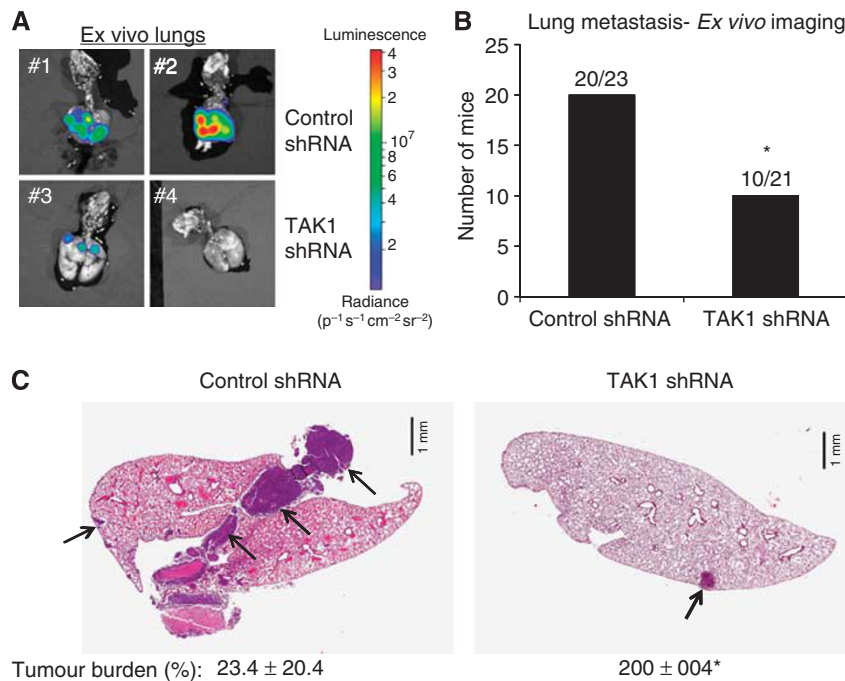 A
Ex vivo lungs
#1
#2
#3
#4
Control
shRNA
TAK1
shRNA
Luminescence
4
3
2
10⁷
8
6
4
2
Radiance
(p⁻¹ s⁻¹ cm⁻² sr⁻²)
B
Lung metastasis- Ex vivo imaging
Number of mice
25
20
15
10
5
0
20/23
*
10/21
Control shRNA
TAK1 shRNA
C
Control shRNA
TAK1 shRNA
1 mm
1 mm
Tumour burden (%): 23.4 ± 20.4
200 ± 004*